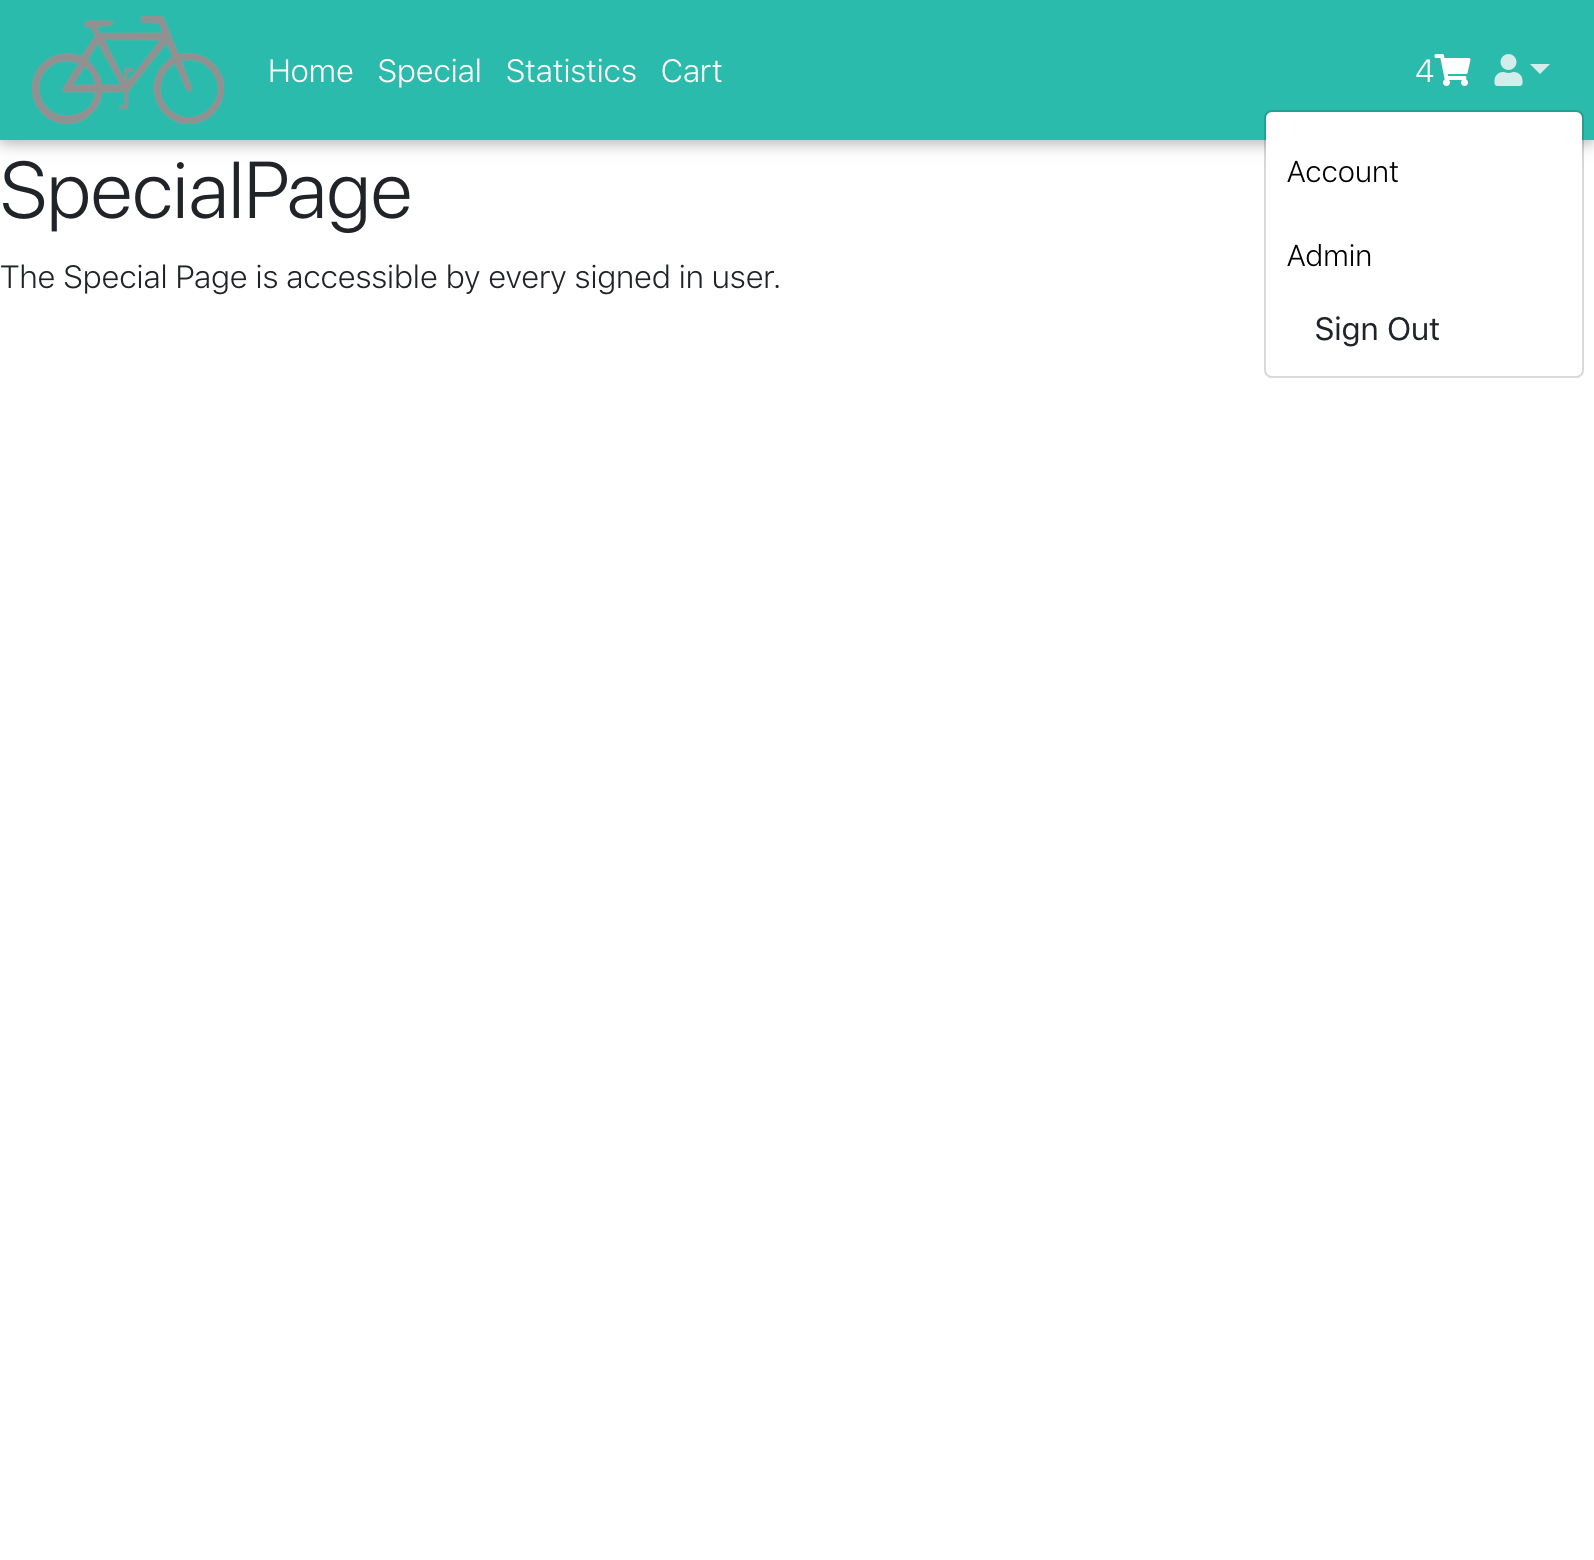 Home Special Statistics Cart 4
SpecialPage
The Special Page is accessible by every signed in user.
Account
Admin
Sign Out